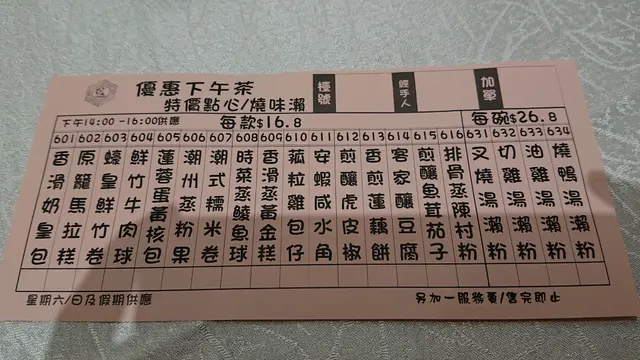 優惠下午茶
特價點心/燒味瀨
檯號
經手人
加單
下午14:00 -16:00供應
每款$16.8
每碗$26.8
601 602 603 604 605 606 607 608 609 610 611 612 613 614 615 616 631 632 633 634
香滑奶皇包
原籠馬拉糕
蠔皇鮮竹卷
鮮竹牛肉球
蓮蓉蛋黃核包
潮州蒸粉果
潮式糯米卷
時菜蒸鯪魚球
香滑蒸黃金糕
菰粒雞包仔
安蝦咸水角
煎釀虎皮椒
香煎蓮藕餅
客家釀豆腐
煎釀魚茸茄子
排骨蒸陳村粉
叉燒湯瀨粉
切雞湯瀨粉
油雞湯瀨粉
燒鴨湯瀨粉
星期六/日及假期供應
另加一服務費/售完即止